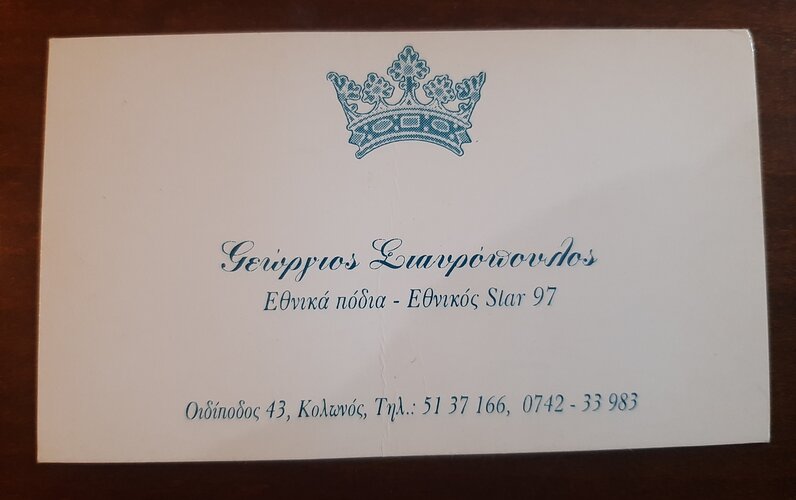 Γεώργιος Σταυρόπουλος
Εθνικά πόδια - Εθνικός Star 97
Οιδίποδος 43, Κολωνός, Τηλ.: 51 37 166, 0742 - 33 983